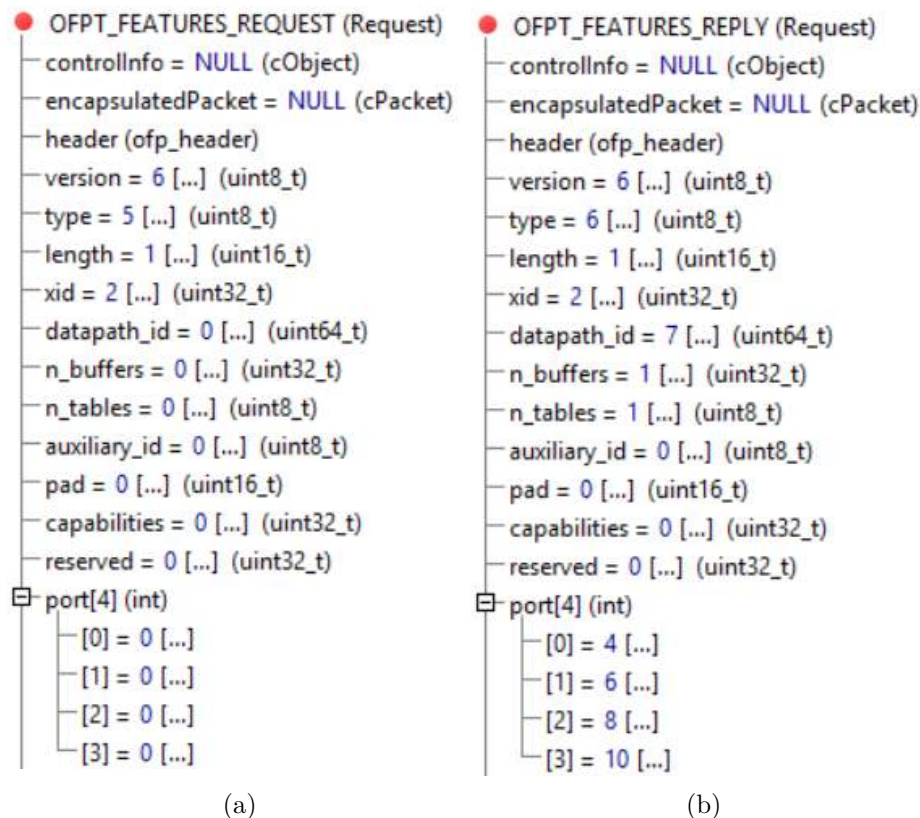 OFPT_FEATURES_REQUEST (Request)
controlInfo = NULL (cObject)
encapsulatedPacket = NULL (cPacket)
header (ofp_header)
version = 6 [...] (uint8_t)
type = 5 [...] (uint8_t)
length = 1 [...] (uint16_t)
xid = 2 [...] (uint32_t)
datapath_id = 0 [...] (uint64_t)
n_buffers = 0 [...] (uint32_t)
n_tables = 0 [...] (uint8_t)
auxiliary_id = 0 [...] (uint8_t)
pad = 0 [...] (uint16_t)
capabilities = 0 [...] (uint32_t)
reserved = 0 [...] (uint32_t)
port[4] (int)
[0] = 0 [...]
[1] = 0 [...]
[2] = 0 [...]
[3] = 0 [...]
(a)
OFPT_FEATURES_REPLY (Request)
controlInfo = NULL (cObject)
encapsulatedPacket = NULL (cPacket)
header (ofp_header)
version = 6 [...] (uint8_t)
type = 6 [...] (uint8_t)
length = 1 [...] (uint16_t)
xid = 2 [...] (uint32_t)
datapath_id = 7 [...] (uint64_t)
n_buffers = 1 [...] (uint32_t)
n_tables = 1 [...] (uint8_t)
auxiliary_id = 0 [...] (uint8_t)
pad = 0 [...] (uint16_t)
capabilities = 0 [...] (uint32_t)
reserved = 0 [...] (uint32_t)
port[4] (int)
[0] = 4 [...]
[1] = 6 [...]
[2] = 8 [...]
[3] = 10 [...]
(b)